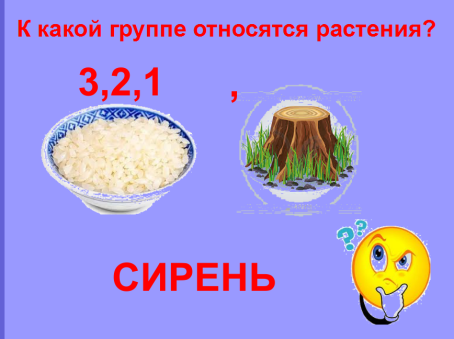 К какой группе относятся растения?
3,2,1 ,
СИРЕНЬ